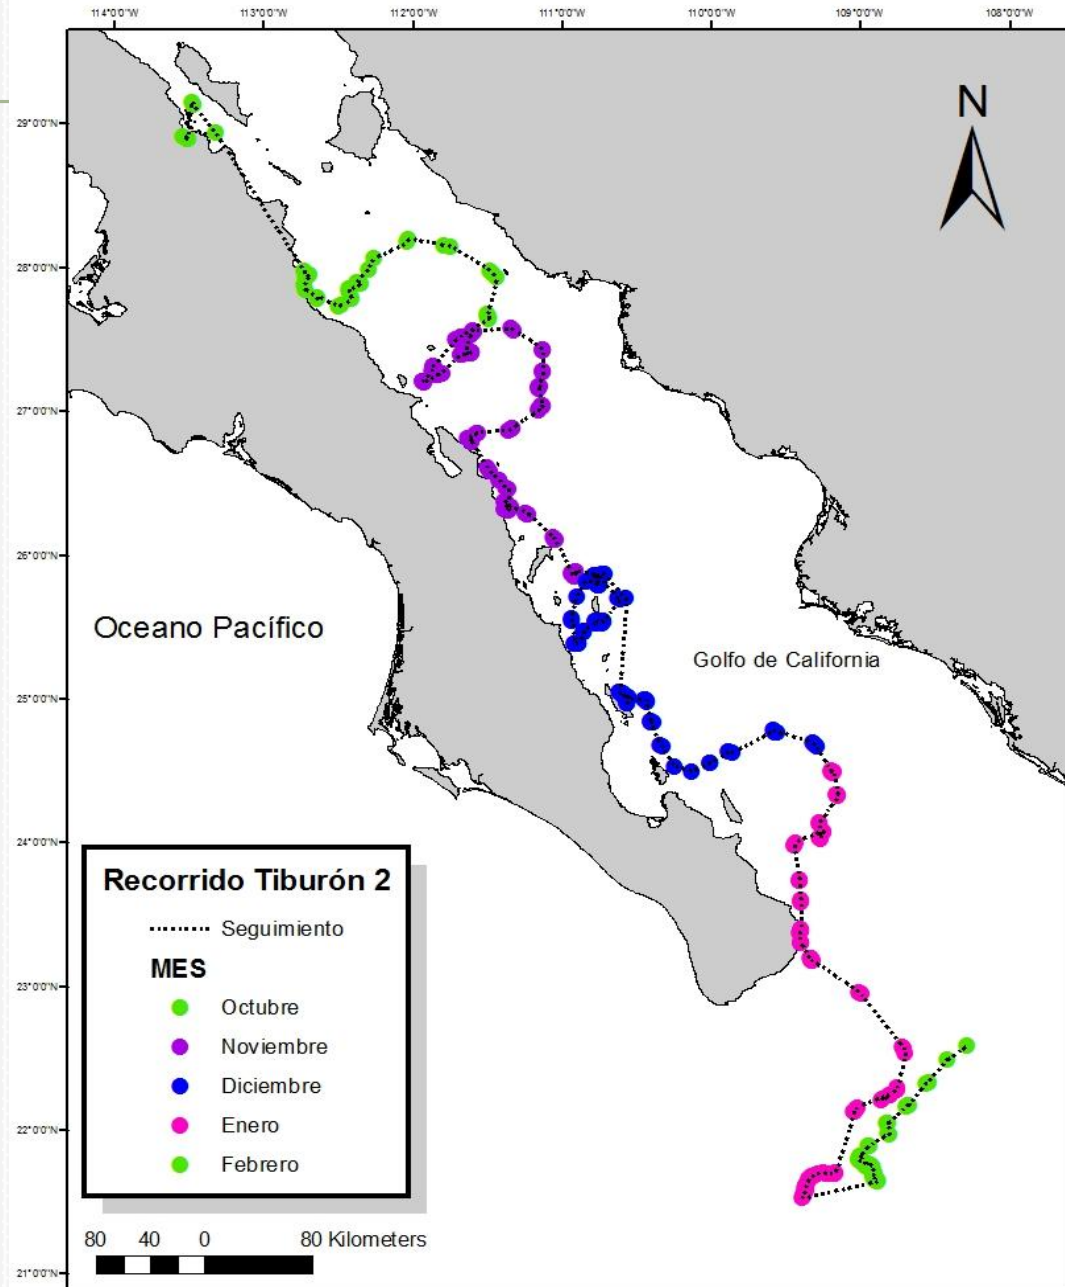 114°0'0"W 113°0'0"W 112°0'0"W 111°0'0"W 110°0'0"W 109°0'0"W 108°0'0"W
N
29°0'0"N
28°0'0"N
27°0'0"N
26°0'0"N
Oceano Pacífico
Golfo de California
25°0'0"N
24°0'0"N
Recorrido Tiburón 2
Seguimiento
MES
23°0'0"N
Octubre
Noviembre
Diciembre
Enero
22°0'0"N
Febrero
80 40 0 80 Kilometers
21°0'0"N